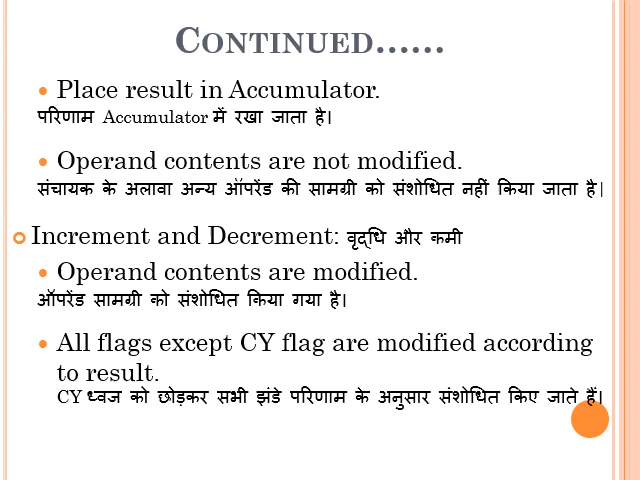 CONTINUED……
Place result in Accumulator.
परिणाम Accumulator में रखा जाता है।
Operand contents are not modified.
संचायक के अलावा अन्य ऑपरेंड की सामग्री को संशोधित नहीं किया जाता है|
Increment and Decrement: वृद्धि और कमी
Operand contents are modified.
ऑपरेंड सामग्री को संशोधित किया गया है।
All flags except CY flag are modified according
to result.
CY ध्वज को छोड़कर सभी झंडे परिणाम के अनुसार संशोधित किए जाते हैं।